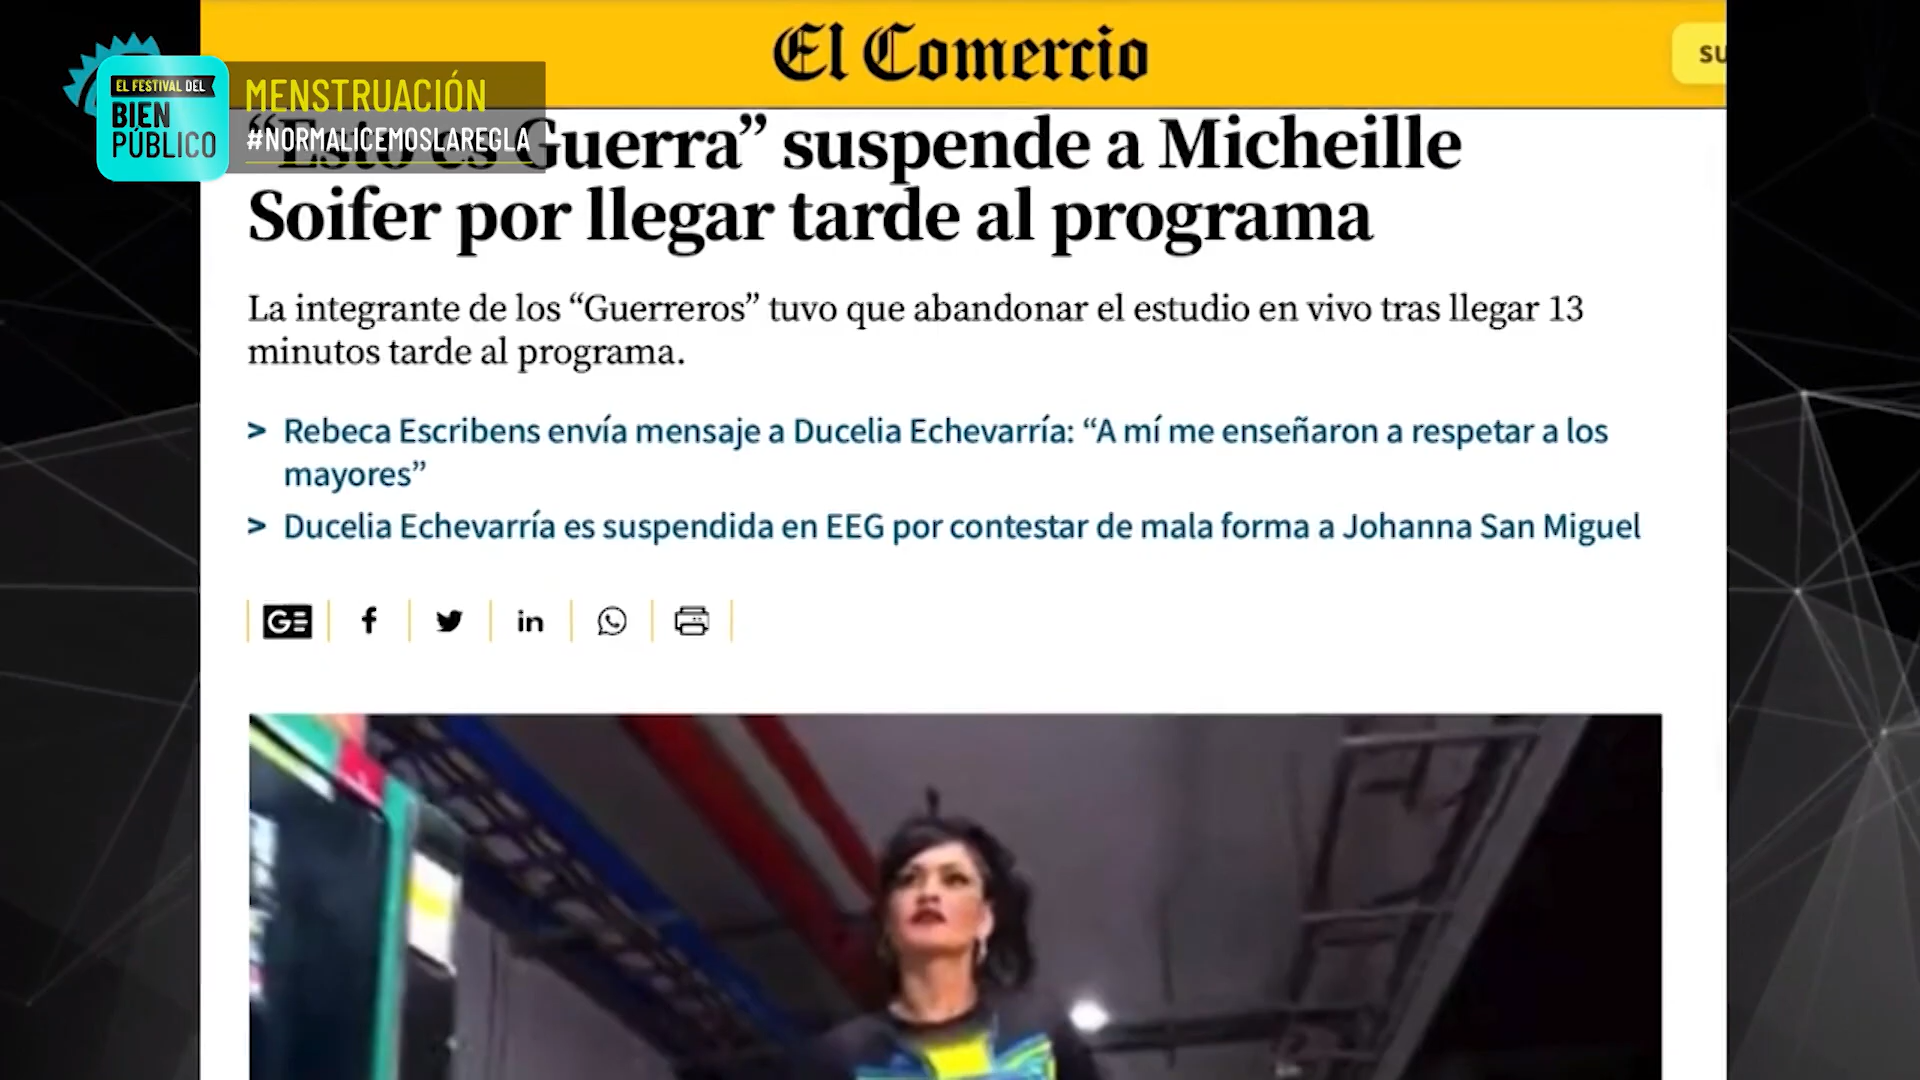 El Comercio
SU
EL FESTIVAL DEL
BIEN
PÚBLICO
MENSTRUACIÓN
#NORMALICEMOSLAREGLA
“Esto es Guerra” suspende a Micheille
Soifer por llegar tarde al programa
La integrante de los “Guerreros” tuvo que abandonar el estudio en vivo tras llegar 13
minutos tarde al programa.
> Rebeca Escribens envía mensaje a Ducelia Echevarría: “A mí me enseñaron a respetar a los
mayores”
> Ducelia Echevarría es suspendida en EEG por contestar de mala forma a Johanna San Miguel
GE f in